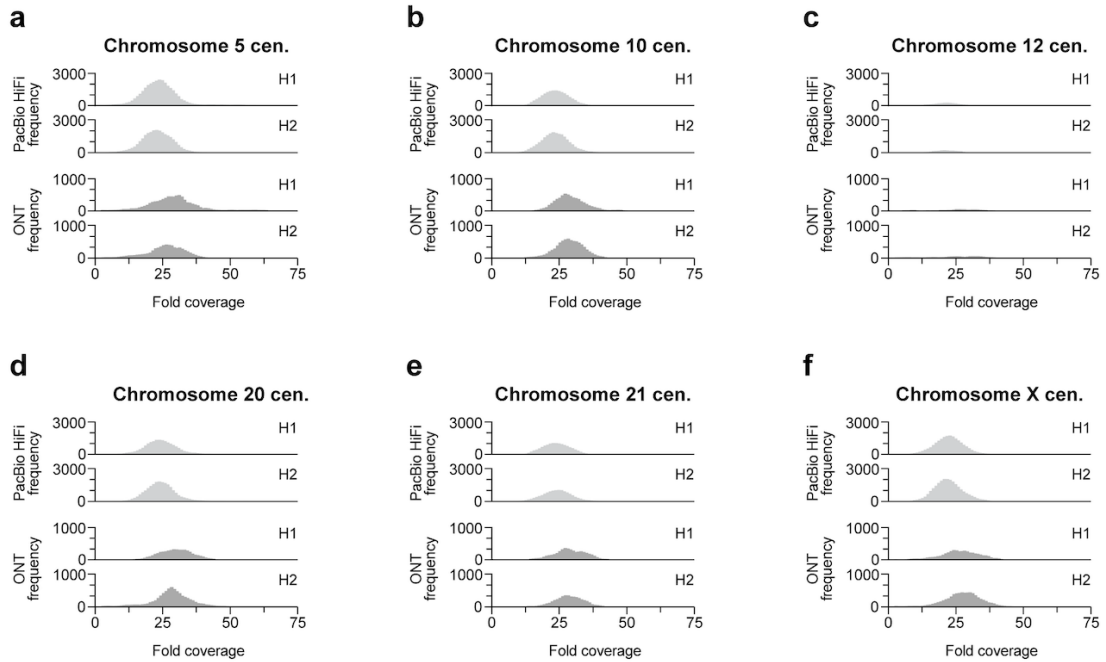 a
Chromosome 5 cen.
PacBio HiFi
frequency
3000
0
H1
3000
0
H2
ONT
frequency
1000
0
H1
1000
0
H2
0 25 50 75
Fold coverage
b
Chromosome 10 cen.
PacBio HiFi
frequency
3000
0
H1
3000
0
H2
ONT
frequency
1000
0
H1
1000
0
H2
0 25 50 75
Fold coverage
c
Chromosome 12 cen.
PacBio HiFi
frequency
3000
0
H1
3000
0
H2
ONT
frequency
1000
0
H1
1000
0
H2
0 25 50 75
Fold coverage
d
Chromosome 20 cen.
PacBio HiFi
frequency
3000
0
H1
3000
0
H2
ONT
frequency
1000
0
H1
1000
0
H2
0 25 50 75
Fold coverage
e
Chromosome 21 cen.
PacBio HiFi
frequency
3000
0
H1
3000
0
H2
ONT
frequency
1000
0
H1
1000
0
H2
0 25 50 75
Fold coverage
f
Chromosome X cen.
PacBio HiFi
frequency
3000
0
H1
3000
0
H2
ONT
frequency
1000
0
H1
1000
0
H2
0 25 50 75
Fold coverage